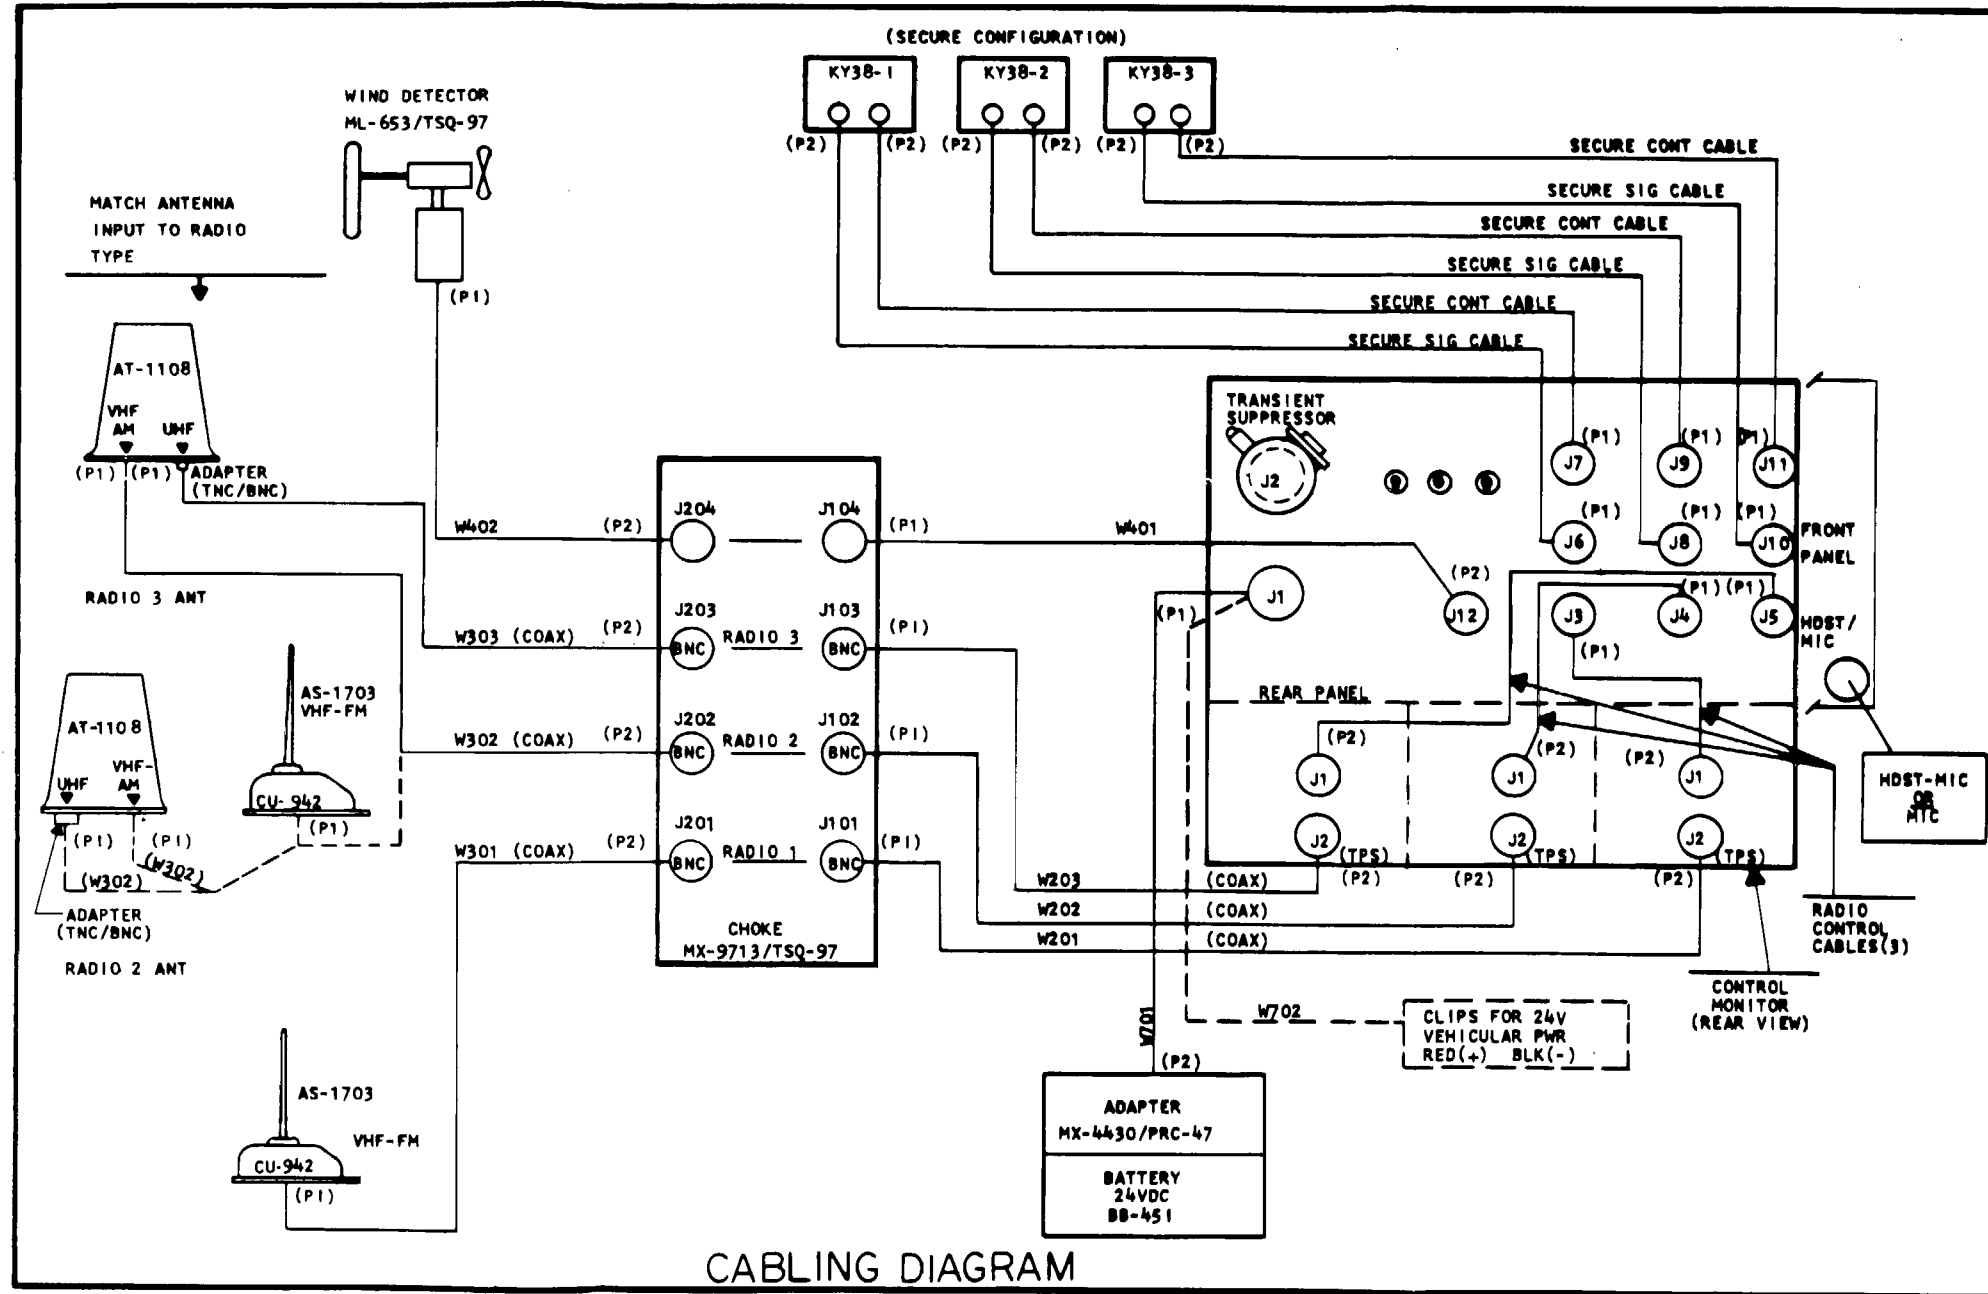 (SECURE CONFIGURATION)
KY38-1
KY38-2
KY38-3
(P2)
(P2)
(P2)
(P2)
(P2)
(P2)
SECURE CONT CABLE
SECURE SIG CABLE
SECURE CONT CABLE
SECURE SIG CABLE
SECURE CONT CABLE
SECURE SIG CABLE
WIND DETECTOR
ML-653/TSQ-97
(P1)
MATCH ANTENNA
INPUT TO RADIO
TYPE
AT-1108
VHF
AM
UHF
(P1)
(P1)
ADAPTER
(TNC/BNC)
RADIO 3 ANT
AT-1108
UHF
VHF-
AM
(P1)
(P1)
(W302)
(W302)
ADAPTER
(TNC/BNC)
RADIO 2 ANT
AS-1703
VHF-FM
CU-942
(P1)
AS-1703
VHF-FM
CU-942
(P1)
W402
(P2)
W303 (COAX)
(P2)
W302 (COAX)
(P2)
W301 (COAX)
(P2)
J204
J104
J203
J103
BNC
RADIO 3
BNC
J202
J102
BNC
RADIO 2
BNC
J201
J101
BNC
RADIO 1
BNC
CHOKE
MX-9713/TSQ-97
(P1)
W401
(P1)
(P1)
(P1)
W203
(COAX)
W202
(COAX)
W201
(COAX)
TRANSIENT
SUPPRESSOR
J2
J1
(P1)
(P1)
(P1)
(P1)
J7
J9
J11
(P1)
(P1)
(P1)
J6
J8
J10
FRONT
PANEL
(P2)
J12
(P1)
(P1)
J3
J4
J5
(P1)
HDST/
MIC
REAR PANEL
(P2)
(P2)
(P2)
J1
J1
J1
J2
J2
J2
(TPS)
(TPS)
(TPS)
(P2)
(P2)
(P2)
HDST-MIC
OR
MIC
RADIO
CONTROL
CABLES(3)
CONTROL
MONITOR
(REAR VIEW)
W702
CLIPS FOR 24V
VEHICULAR PWR
RED(+) BLK(-)
W701
(P2)
ADAPTER
MX-4430/PRC-47
BATTERY
24VDC
BB-451
CABLING DIAGRAM